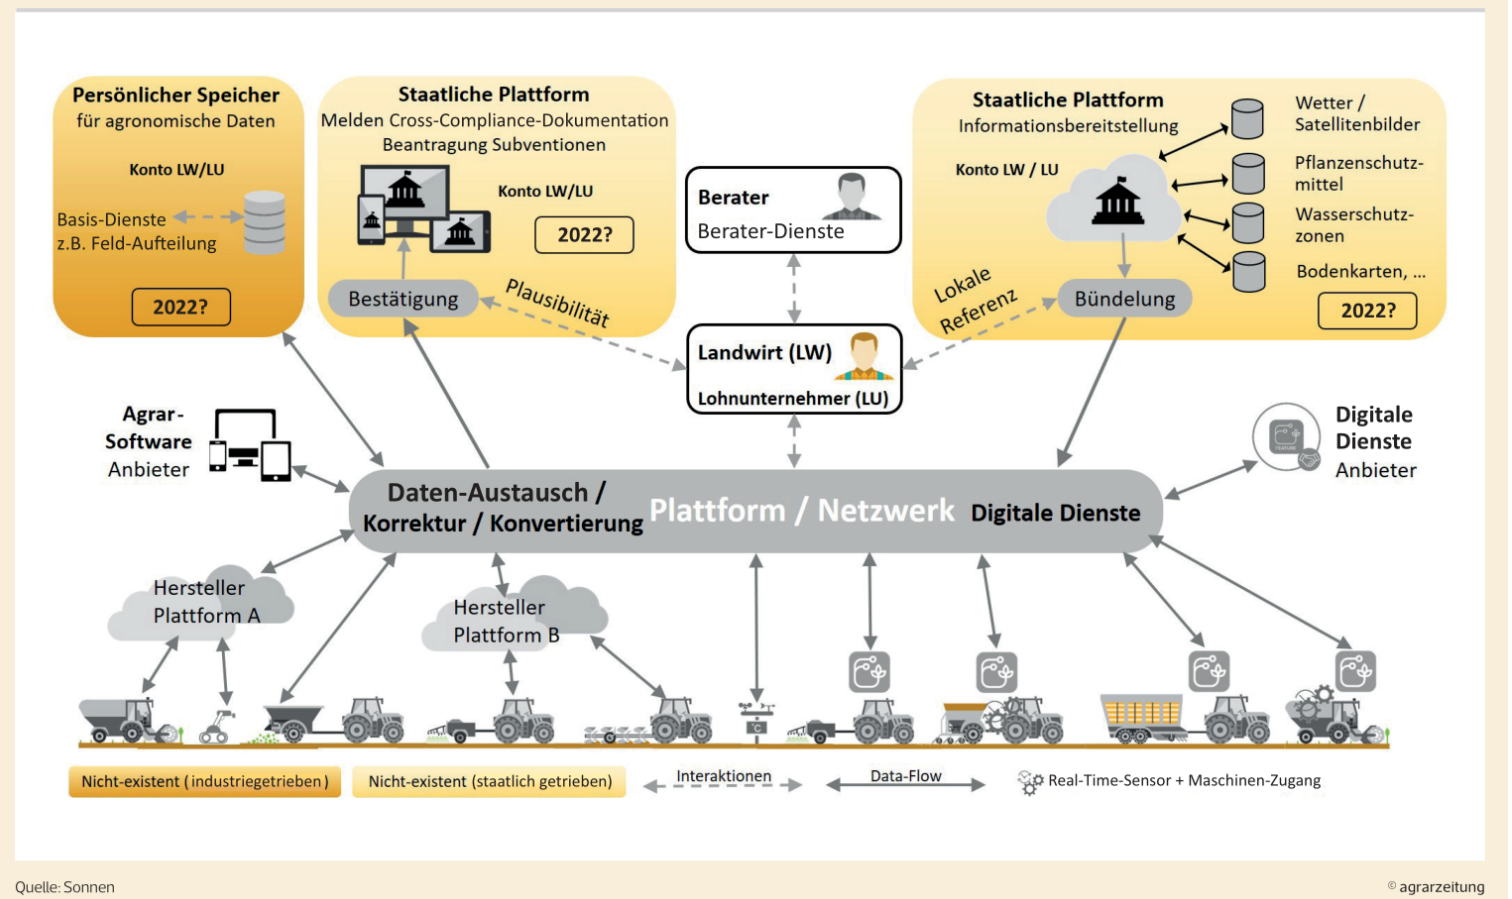 Persönlicher Speicher
für agronomische Daten
Konto LW/LU
Basis-Dienste
z.B. Feld-Aufteilung
2022?
Staatliche Plattform
Melden Cross-Compliance-Dokumentation
Beantragung Subventionen
Konto LW/LU
2022?
Bestätigung
Plausibilität
Berater
Berater-Dienste
Landwirt (LW)
Lohnunternehmer (LU)
Staatliche Plattform
Informationsbereitstellung
Konto LW / LU
Wetter /
Satellitenbilder
Pflanzenschutz-
mittel
Wasserschutz-
zonen
Bodenkarten, ...
2022?
Bündelung
Lokale
Referenz
Agrar-
Software
Anbieter
Digitale
Dienste
Anbieter
FEATURE
Daten-Austausch /
Korrektur / Konvertierung
Plattform / Netzwerk
Digitale Dienste
Hersteller
Plattform A
Hersteller
Plattform B
°C
Nicht-existent (industriegetrieben)
Nicht-existent (staatlich getrieben)
Interaktionen
Data-Flow
Real-Time-Sensor + Maschinen-Zugang
Quelle: Sonnen
© agrarzeitung